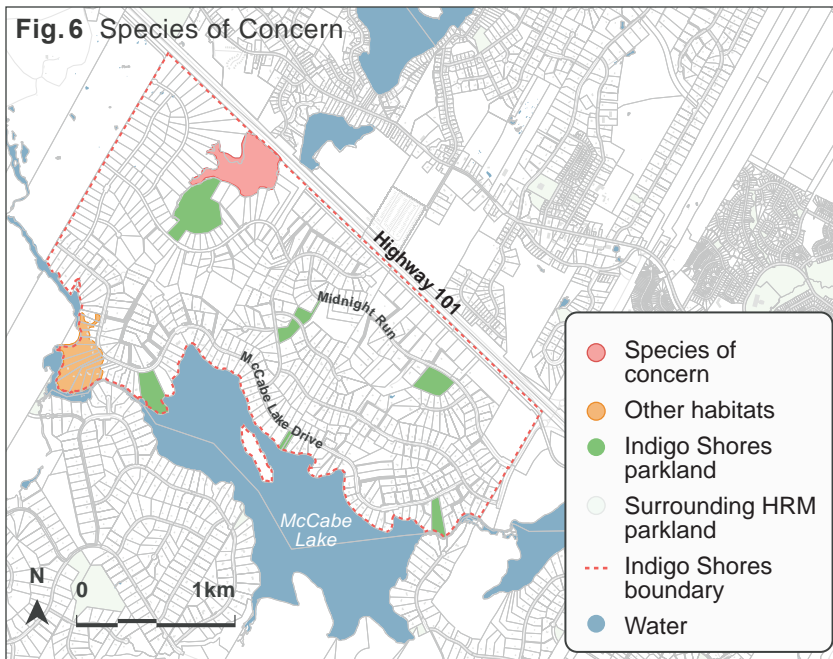 Fig. 6 Species of Concern
Highway 101
Midnight Run
McCabe Lake Drive
McCabe
Lake
N
0 1km
Species of
concern
Other habitats
Indigo Shores
parkland
Surrounding HRM
parkland
Indigo Shores
boundary
Water